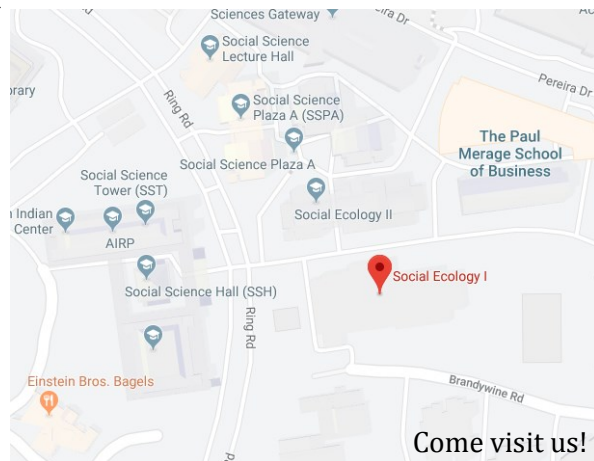 Sciences Gateway
Pereira Dr
Social Science
Lecture Hall
Pereira Dr
Ring Rd
Social Science
Plaza A (SSPA)
The Paul
Merage School
of Business
Social Science Plaza A
Social Science
Tower (SST)
Social Ecology II
Indian
Center
AIRP
Social Ecology I
Social Science Hall (SSH)
Ring Rd
Einstein Bros. Bagels
Brandywine Rd
Come visit us!